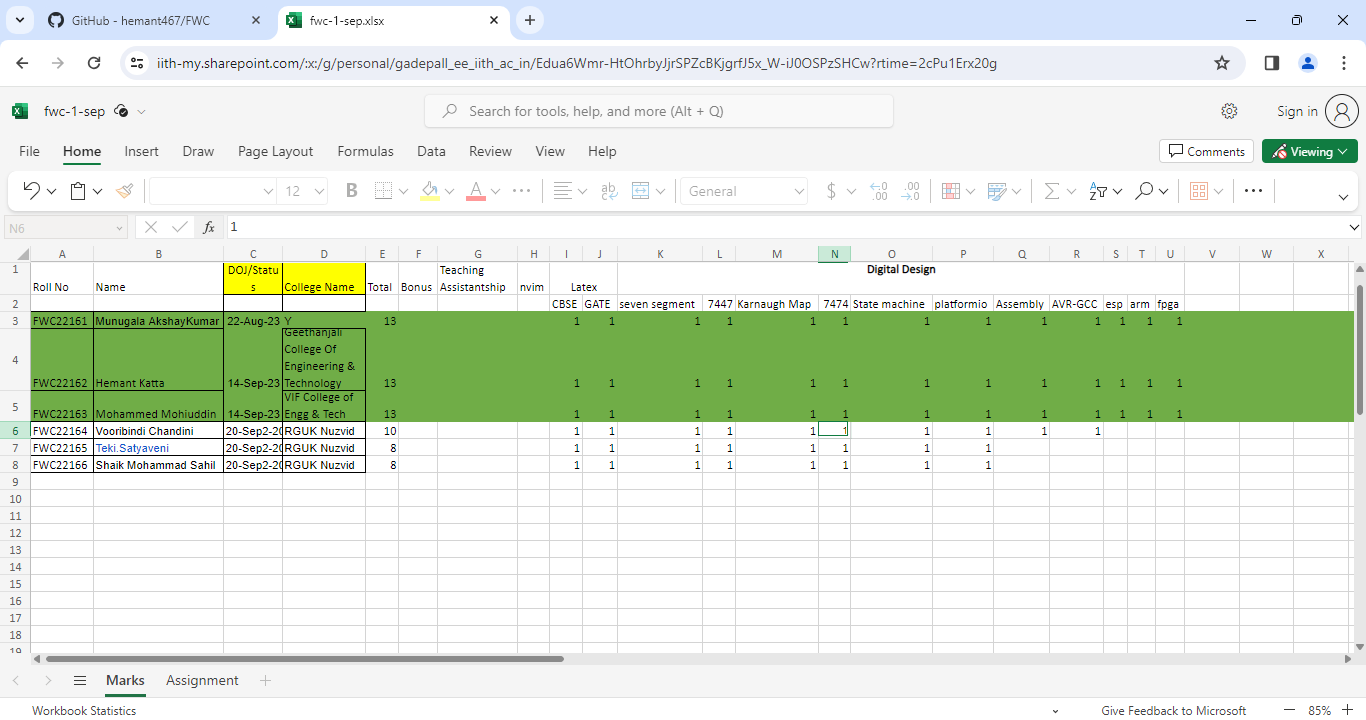 GitHub - hemant467/FWC
fwc-1-sep.xlsx
iith-my.sharepoint.com/:x:/g/personal/gadepall_ee_iith_ac_in/Edua6Wmr-HtOhrbyJjrSPZcBKjgrfJ5x_W-iJ0OSPzSHCw?rtime=2cPu1Erx20g
fwc-1-sep
Search for tools, help, and more (Alt + Q)
Sign in
File Home Insert Draw Page Layout Formulas Data Review View Help
Comments
Viewing
12 B A General $ .00 .00
N6 fx 1
A B C D E F G H I J K L M N O P Q R S T U V W X
1 Roll No Name DOJ/Status College Name Total Bonus Teaching Assistantship nvim Latex Digital Design
2 CBSE GATE seven segment 7447 Karnaugh Map 7474 State machine platformio Assembly AVR-GCC esp arm fpga
3 FWC22161 Munugala AkshayKumar 22-Aug-23 Y 13 1 1 1 1 1 1 1 1 1 1 1 1 1
4 FWC22162 Hemant Katta 14-Sep-23 Geethanjali College Of Engineering & Technology 13 1 1 1 1 1 1 1 1 1 1 1 1 1
5 FWC22163 Mohammed Mohiuddin 14-Sep-23 VIF College of Engg & Tech 13 1 1 1 1 1 1 1 1 1 1 1 1 1
6 FWC22164 Vooribindi Chandini 20-Sep2-20 RGUK Nuzvid 10 1 1 1 1 1 1 1 1 1 1
7 FWC22165 Teki.Satyaveni 20-Sep2-20 RGUK Nuzvid 8 1 1 1 1 1 1 1 1
8 FWC22166 Shaik Mohammad Sahil 20-Sep2-20 RGUK Nuzvid 8 1 1 1 1 1 1 1 1
9
10
11
12
13
14
15
16
17
18
19
Marks Assignment
Workbook Statistics
Give Feedback to Microsoft
85%